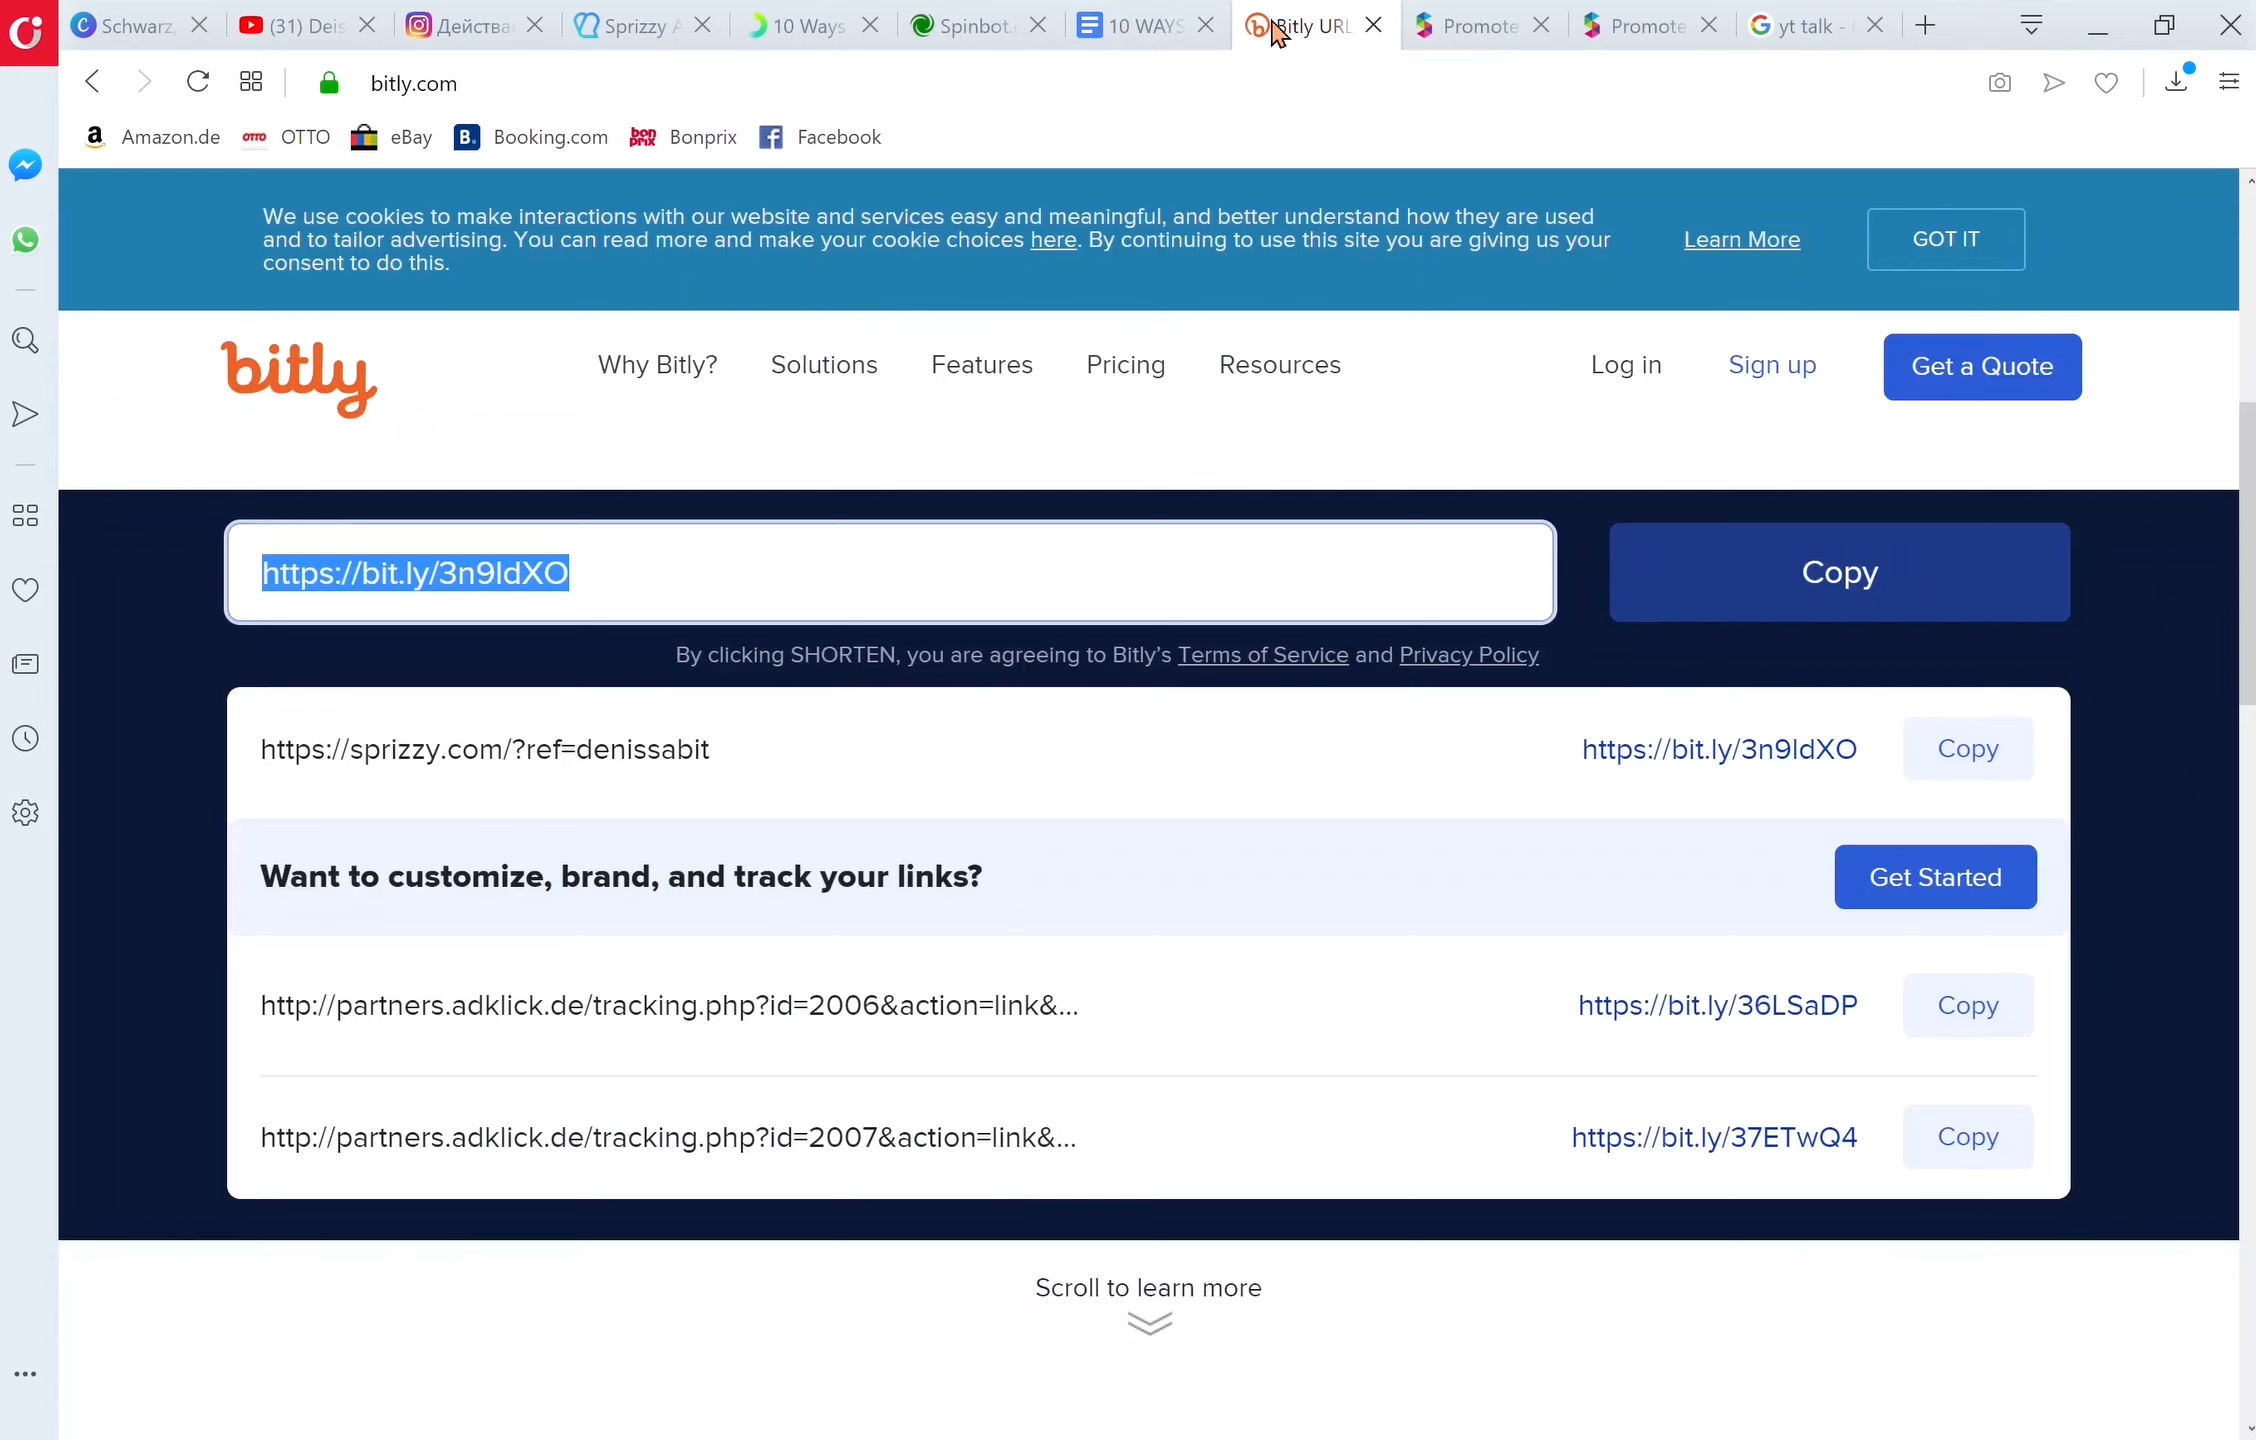 Schwarz,
(31) Deis
Действа
Sprizzy A
10 Ways
Spinbot.
10 WAYS
Bitly URL
Promote
Promote
yt talk -
bitly.com
Amazon.de
OTTO
OTTO
eBay
B.
Booking.com
bon
prix
Bonprix
Facebook
We use cookies to make interactions with our website and services easy and meaningful, and better understand how they are used
and to tailor advertising. You can read more and make your cookie choices here. By continuing to use this site you are giving us your
consent to do this.
Learn More
GOT IT
bitly
Why Bitly?
Solutions
Features
Pricing
Resources
Log in
Sign up
Get a Quote
https://bit.ly/3n9ldXO
Copy
By clicking SHORTEN, you are agreeing to Bitly’s Terms of Service and Privacy Policy
https://sprizzy.com/?ref=denissabit
https://bit.ly/3n9ldXO
Copy
Want to customize, brand, and track your links?
Get Started
http://partners.adklick.de/tracking.php?id=2006&action=link&...
https://bit.ly/36LSaDP
Copy
http://partners.adklick.de/tracking.php?id=2007&action=link&...
https://bit.ly/37ETwQ4
Copy
Scroll to learn more